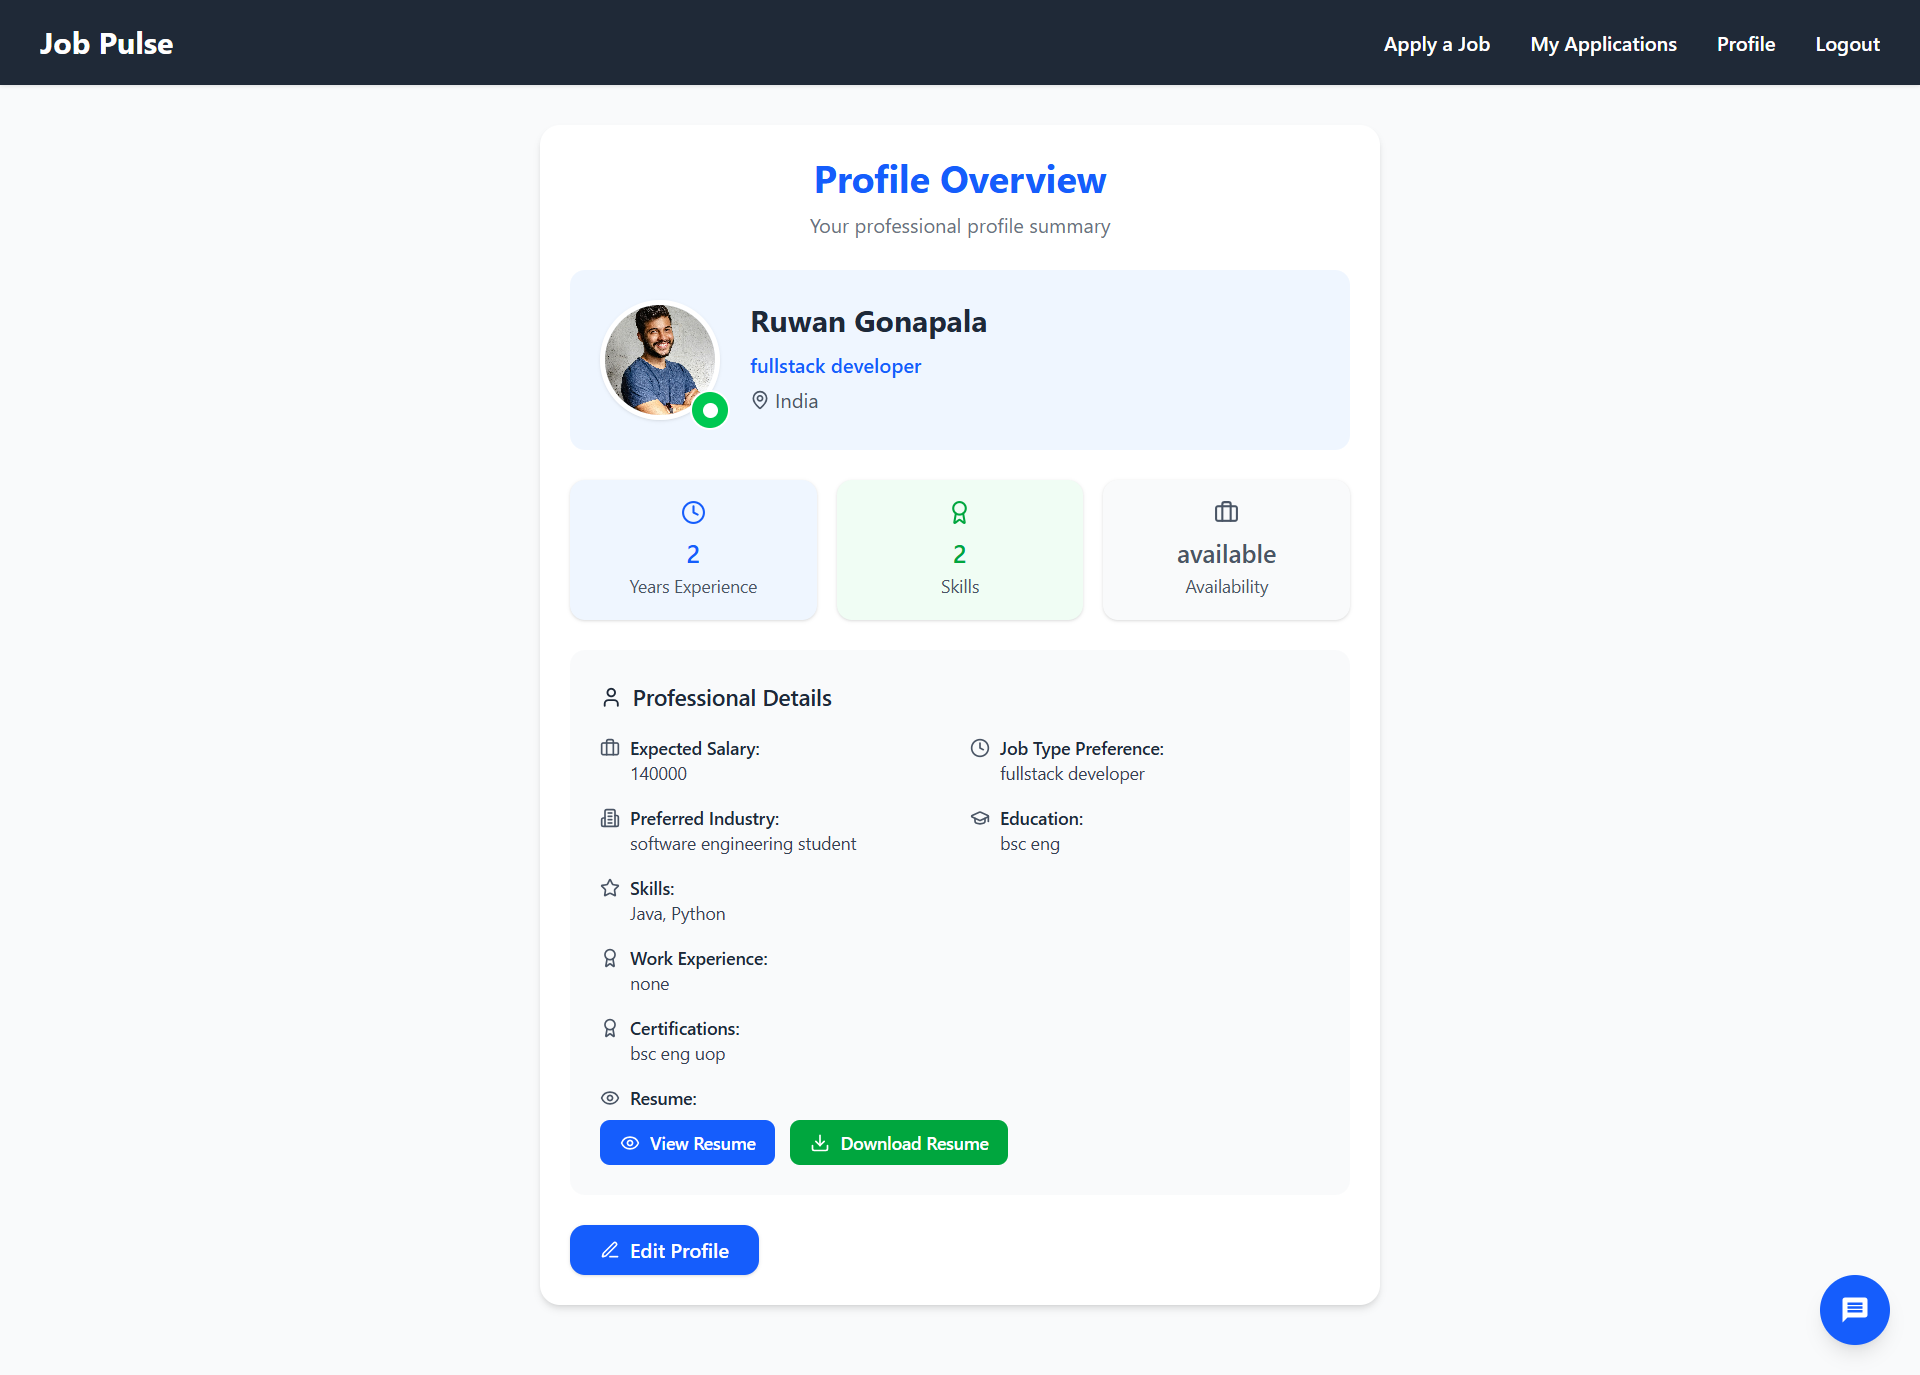 Job Pulse
Apply a Job
My Applications
Profile
Logout
Profile Overview
Your professional profile summary
Ruwan Gonapala
fullstack developer
India
2
Years Experience
2
Skills
available
Availability
Professional Details
Expected Salary:
140000
Job Type Preference:
fullstack developer
Preferred Industry:
software engineering student
Education:
bsc eng
Skills:
Java, Python
Work Experience:
none
Certifications:
bsc eng uop
Resume:
View Resume
Download Resume
Edit Profile